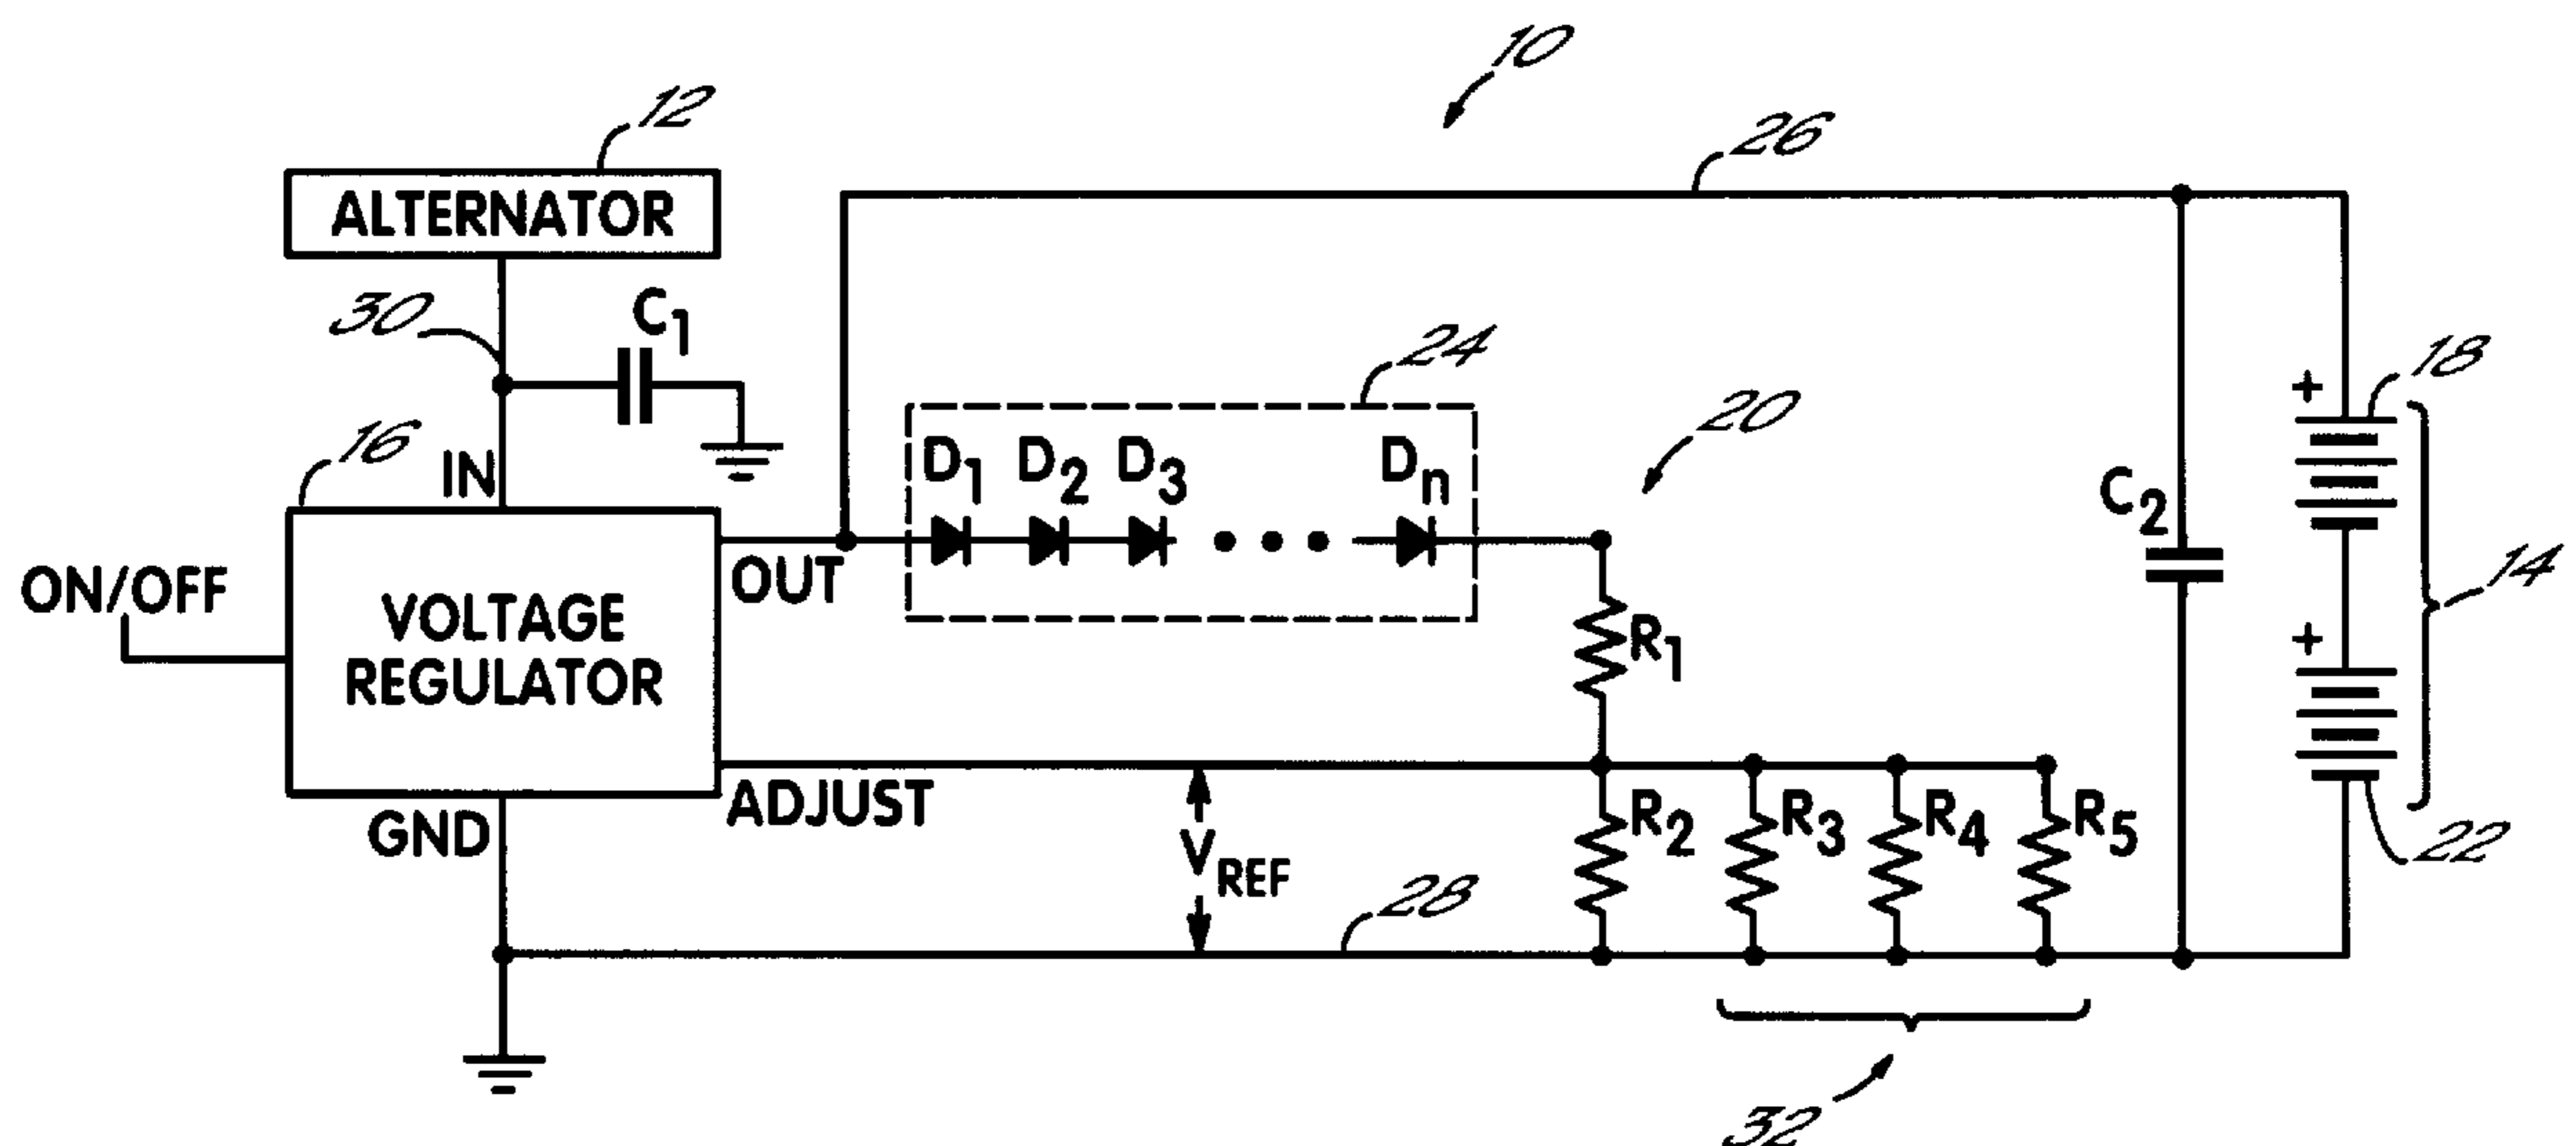 10
12
26
ALTERNATOR
30
C1
24
18
20
16
IN
D1 D2 D3 Dn
C2
OUT
14
ON/OFF
VOLTAGE
REGULATOR
R1
ADJUST
GND
R2 R3 R4 R5
VREF
22
28
32
+
+